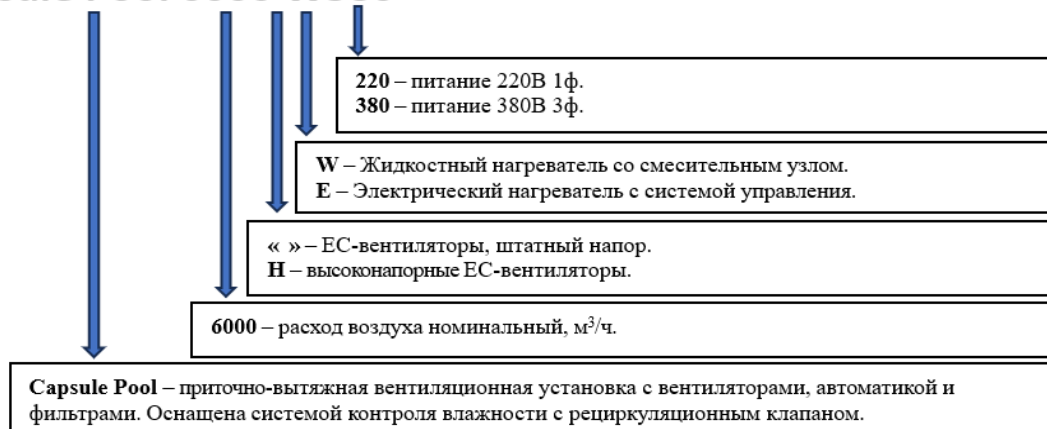 220 – питание 220В 1ф.
380 – питание 380В 3ф.
W – Жидкостный нагреватель со смесительным узлом.
E – Электрический нагреватель с системой управления.
« » – ЕС-вентиляторы, штатный напор.
Н – высоконапорные ЕС-вентиляторы.
6000 – расход воздуха номинальный, м³/ч.
Capsule Pool – приточно-вытяжная вентиляционная установка с вентиляторами, автоматикой и
фильтрами. Оснащена системой контроля влажности с рециркуляционным клапаном.